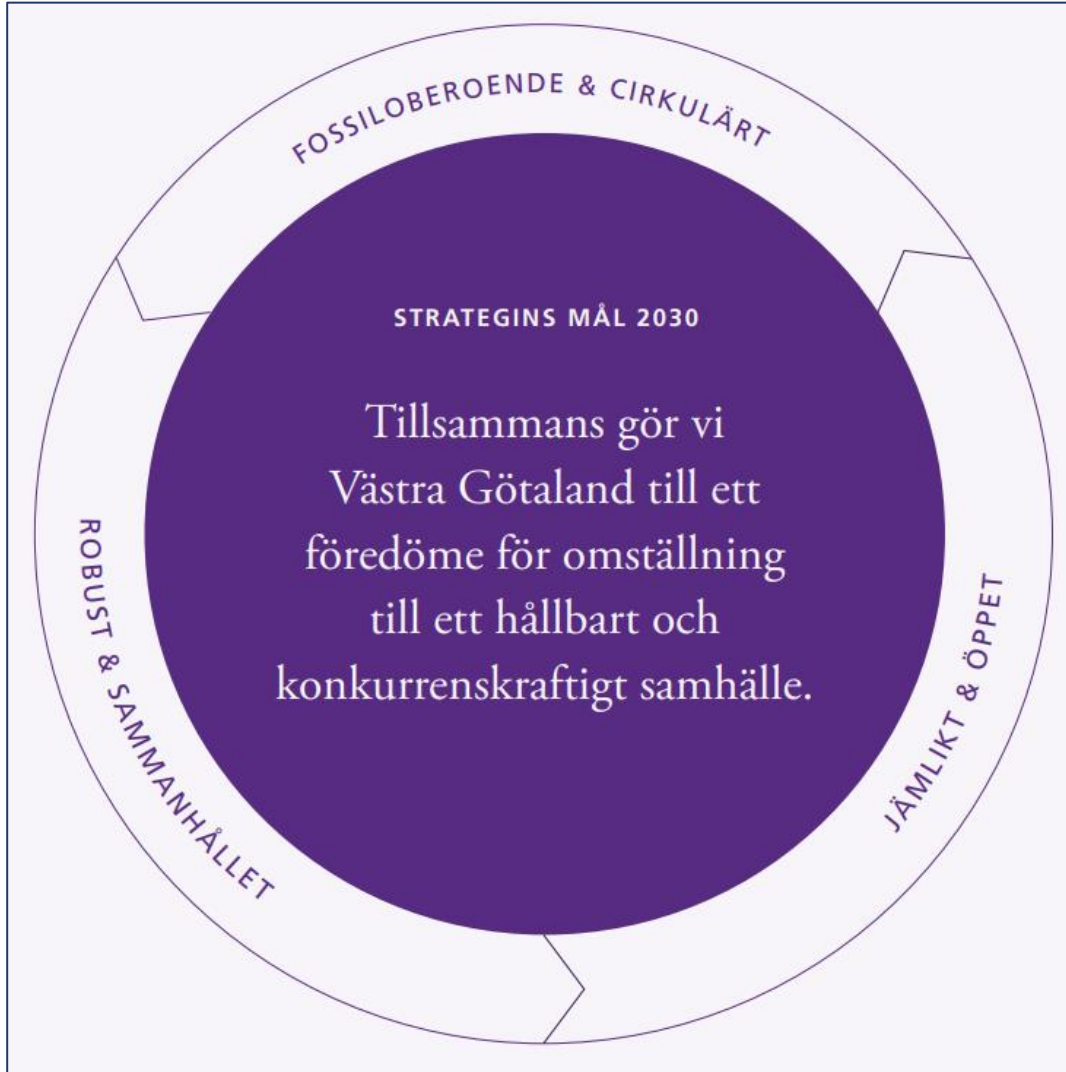 FOSSILOBEROENDE & CIRKULÄRT
STRATEGINS MÅL 2030
Tillsammans gör vi
Västra Götaland till ett
föredöme för omställning
till ett hållbart och
konkurrenskraftigt samhälle.
ROBUST & SAMMANHÅLLET
JÄMLIKT & ÖPPET